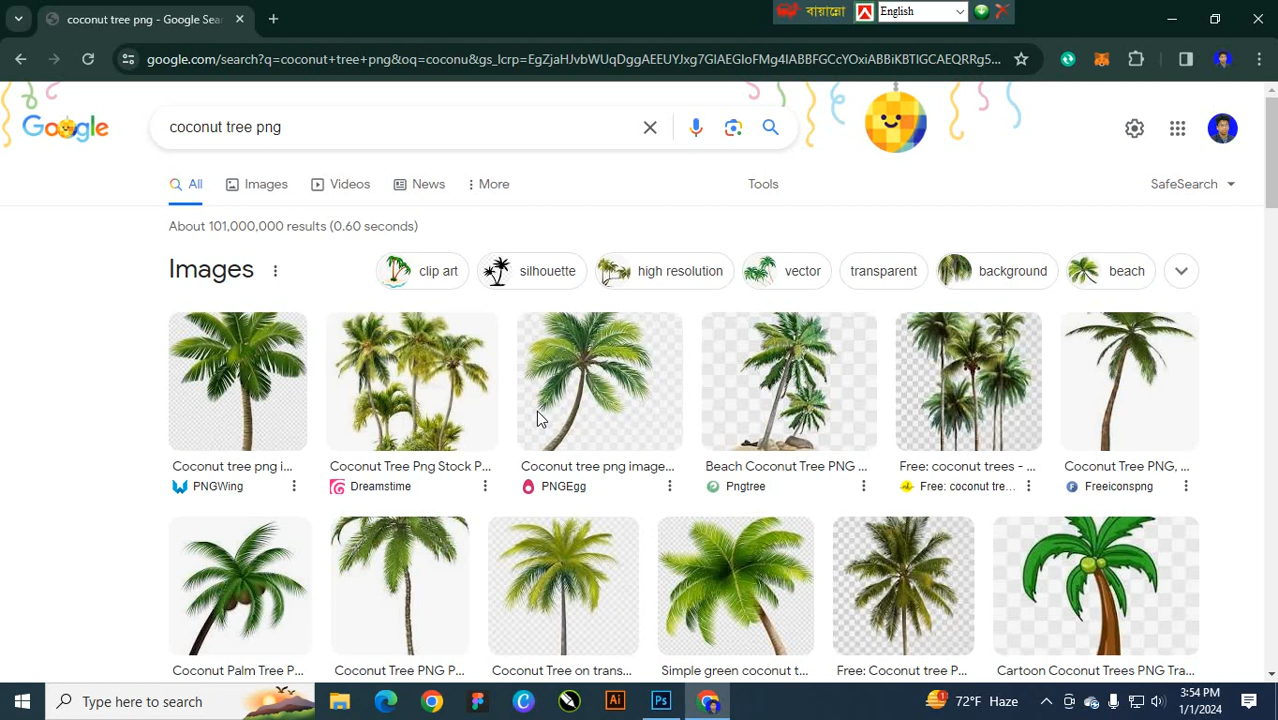 coconut tree png - Google Sea
বায়ান্নো
English
google.com/search?q=coconut+tree+png&oq=coconu&gs_lcrp=EgZjaHJvbWUqDggAEEUYJxg7GIAEGIoFMg4IABBFGCcYOxiABBiKBTIGCAEQRRg5...
Google
coconut tree png
All
Images
Videos
News
More
Tools
SafeSearch
About 101,000,000 results (0.60 seconds)
Images
clip art
silhouette
high resolution
vector
transparent
background
beach
Coconut tree png i...
Coconut Tree Png Stock P...
Coconut tree png image...
Beach Coconut Tree PNG ...
Free: coconut trees - ...
Coconut Tree PNG, ...
PNGWing
Dreamstime
PNGEgg
Pngtree
Free: coconut tre...
Freeiconspng
Coconut Palm Tree P...
Coconut Tree PNG P...
Coconut Tree on trans...
Simple green coconut t...
Free: Coconut tree P...
Cartoon Coconut Trees PNG Tra...
Type here to search
Ai
Ps
1
72°F Haze
3:54 PM
1/1/2024